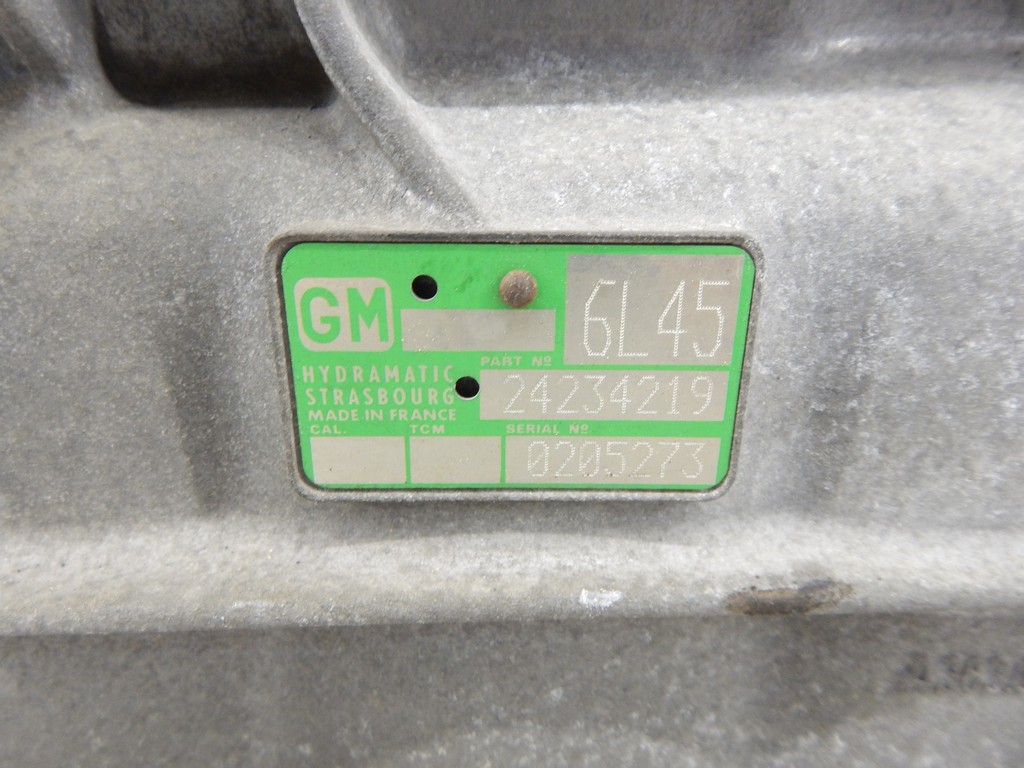 GM
6L45
PART Nº
HYDRAMATIC
24234219
STRASBOURG
MADE IN FRANCE
CAL. TCM SERIAL Nº
0205273